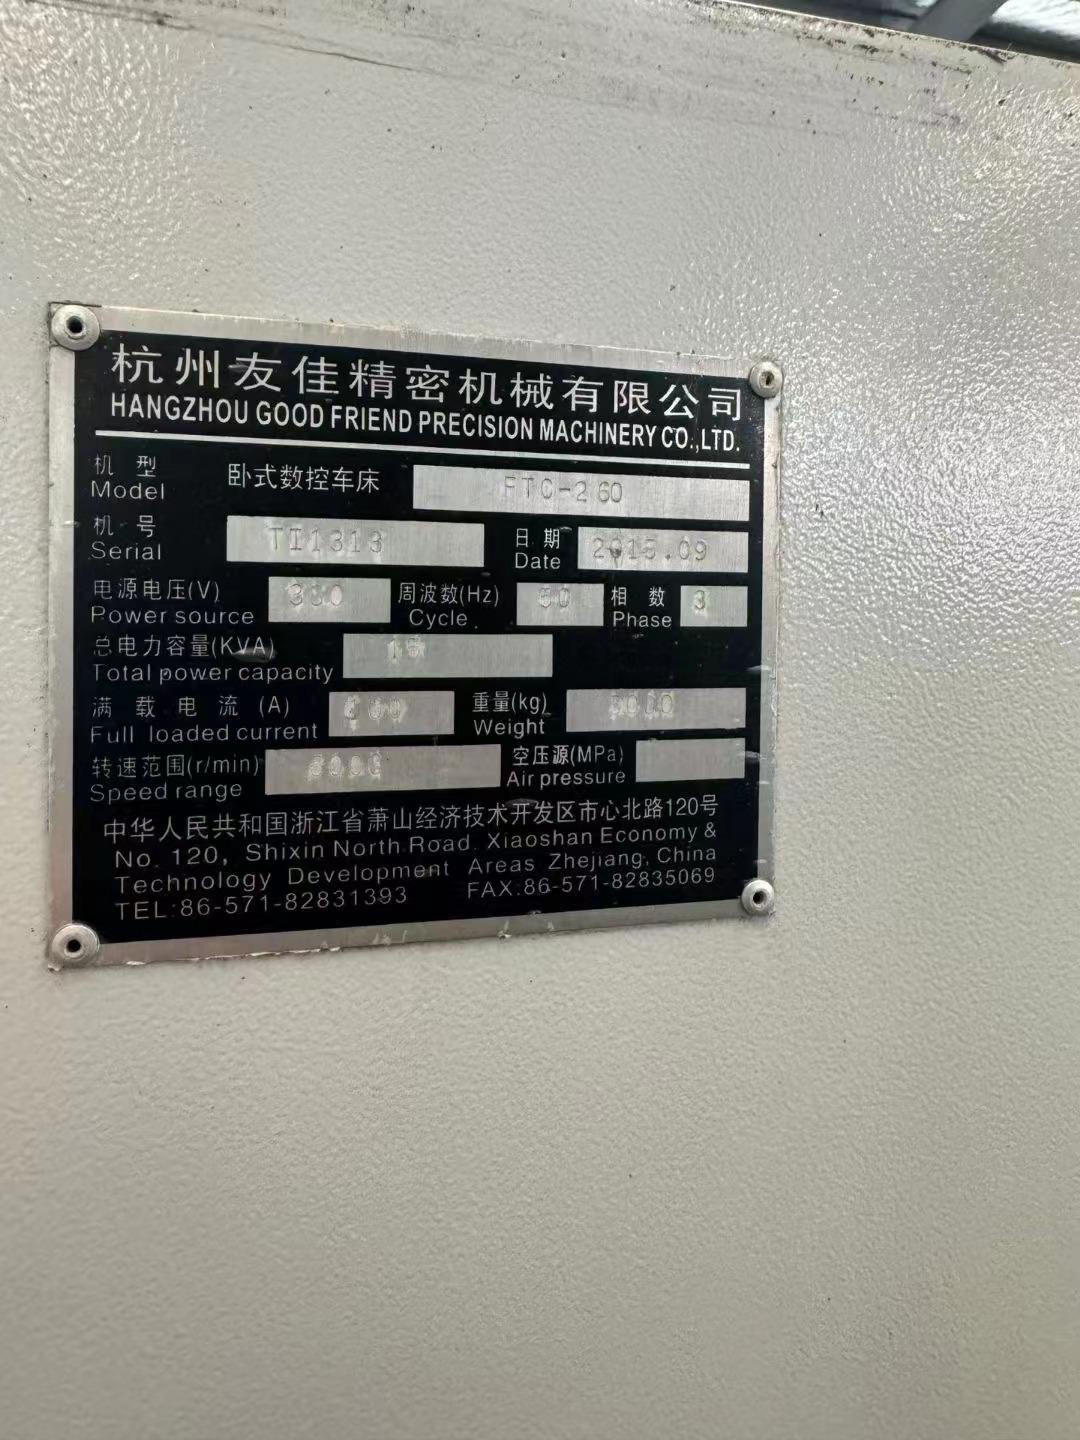 杭州友佳精密机械有限公司
HANGZHOU GOOD FRIEND PRECISION MACHINERY CO.,LTD.
机型 卧式数控车床 FTC-260
Model
机号 TI1313 日期 2015.09
Serial Date
电源电压(V) 380 周波数(Hz) 50 相数 3
Power source Cycle Phase
总电力容量(KVA)
Total power capacity
满载电流(A) 重量(kg)
Full loaded current Weight
转速范围(r/min) 空压源(MPa)
Speed range Air pressure
中华人民共和国浙江省萧山经济技术开发区市心北路120号
No. 120, Shixin North Road. Xiaoshan Economy &
Technology Development Areas Zhejiang, China
TEL:86-571-82831393 FAX:86-571-82835069